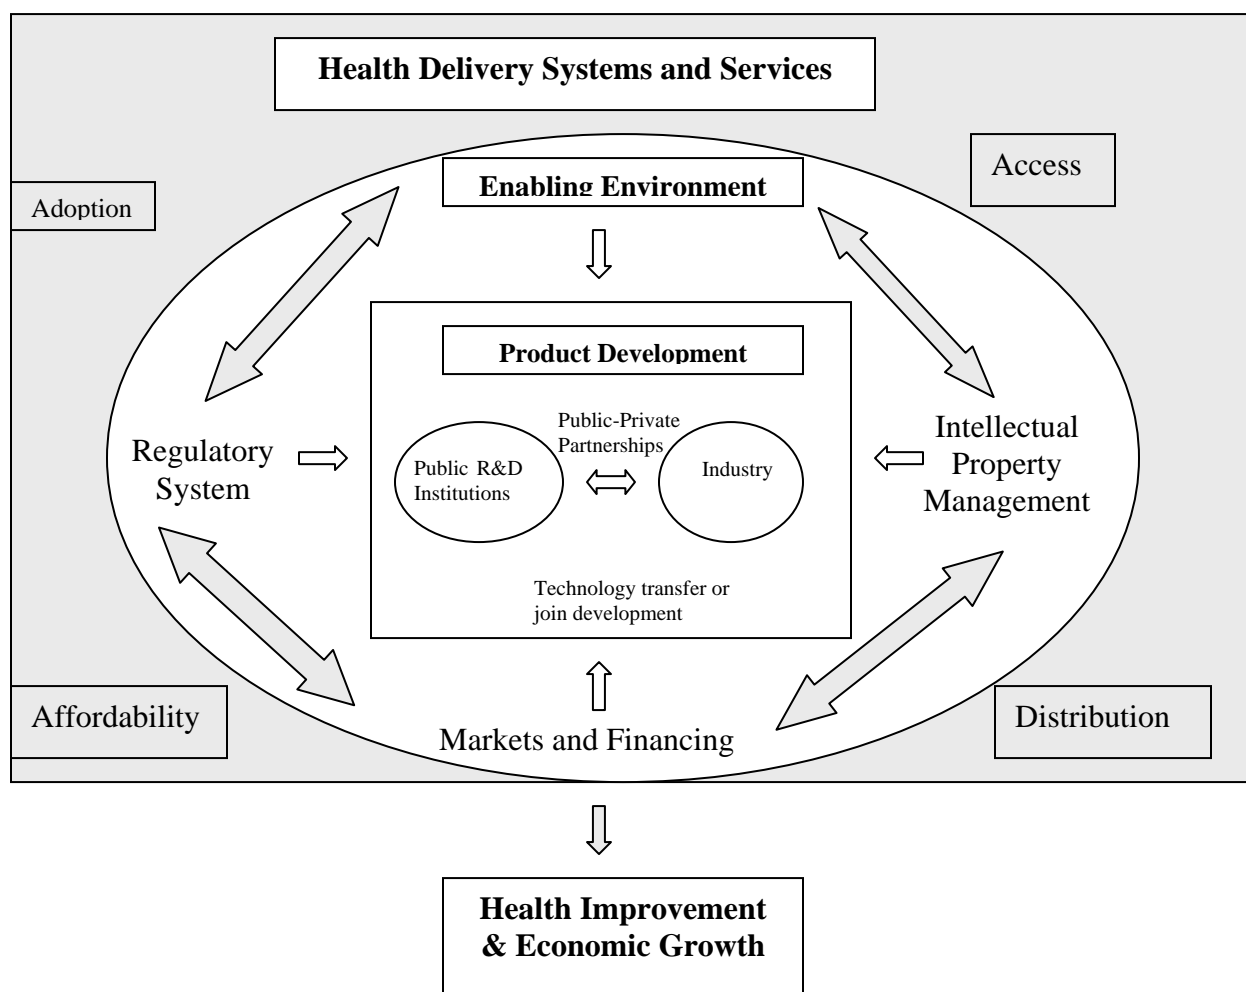 Health Delivery Systems and Services
Access
Enabling Environment
Adoption
Product Development
Public-Private
Partnerships
Regulatory
System
Public R&D
Institutions
Industry
Intellectual
Property
Management
Technology transfer or
join development
Affordability
Distribution
Markets and Financing
Health Improvement
& Economic Growth